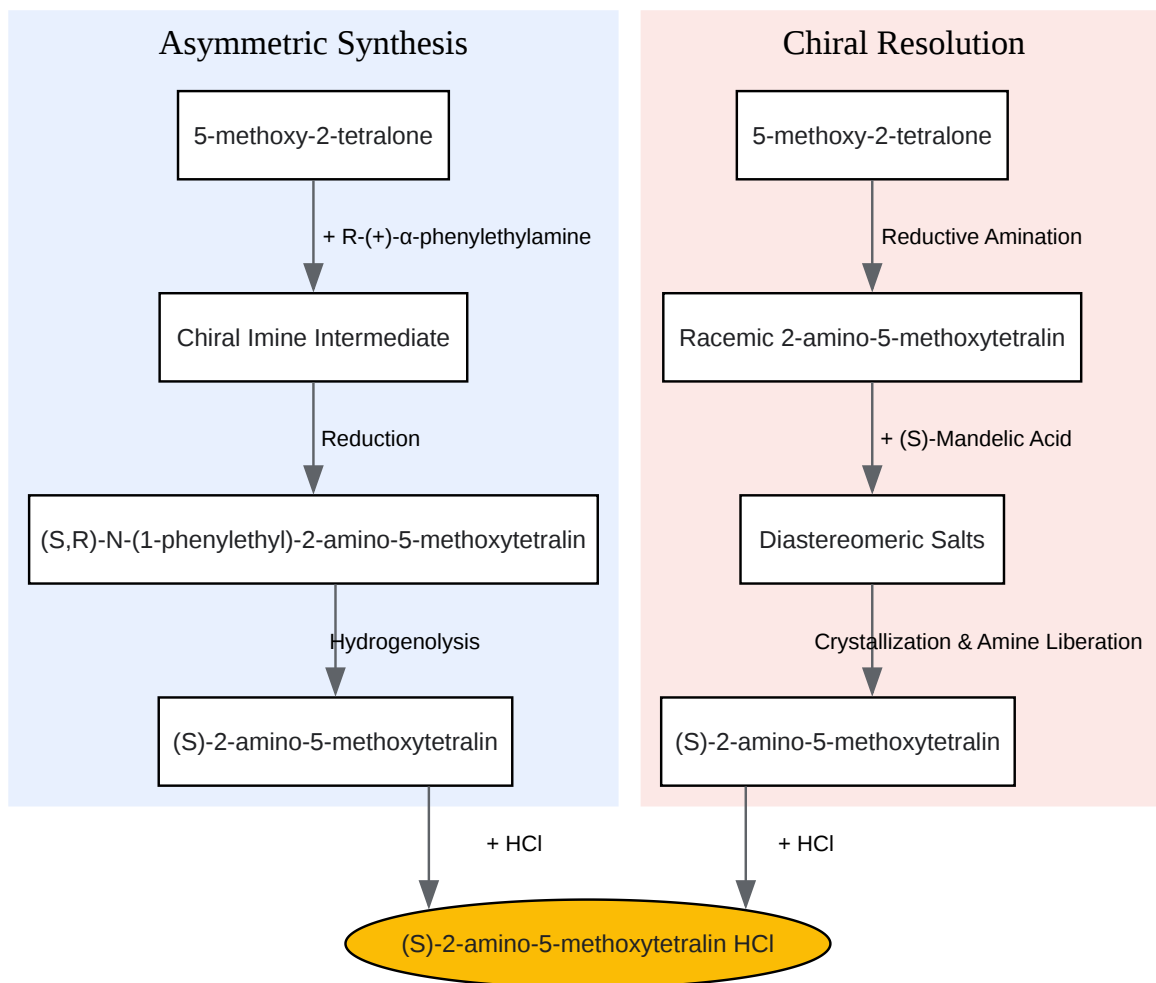 Asymmetric Synthesis
5-methoxy-2-tetralone
+ R-(+)-α-phenylethylamine
Chiral Imine Intermediate
Reduction
(S,R)-N-(1-phenylethyl)-2-amino-5-methoxytetralin
Hydrogenolysis
(S)-2-amino-5-methoxytetralin
+ HCl
Chiral Resolution
5-methoxy-2-tetralone
Reductive Amination
Racemic 2-amino-5-methoxytetralin
+ (S)-Mandelic Acid
Diastereomeric Salts
Crystallization & Amine Liberation
(S)-2-amino-5-methoxytetralin
+ HCl
(S)-2-amino-5-methoxytetralin HCl